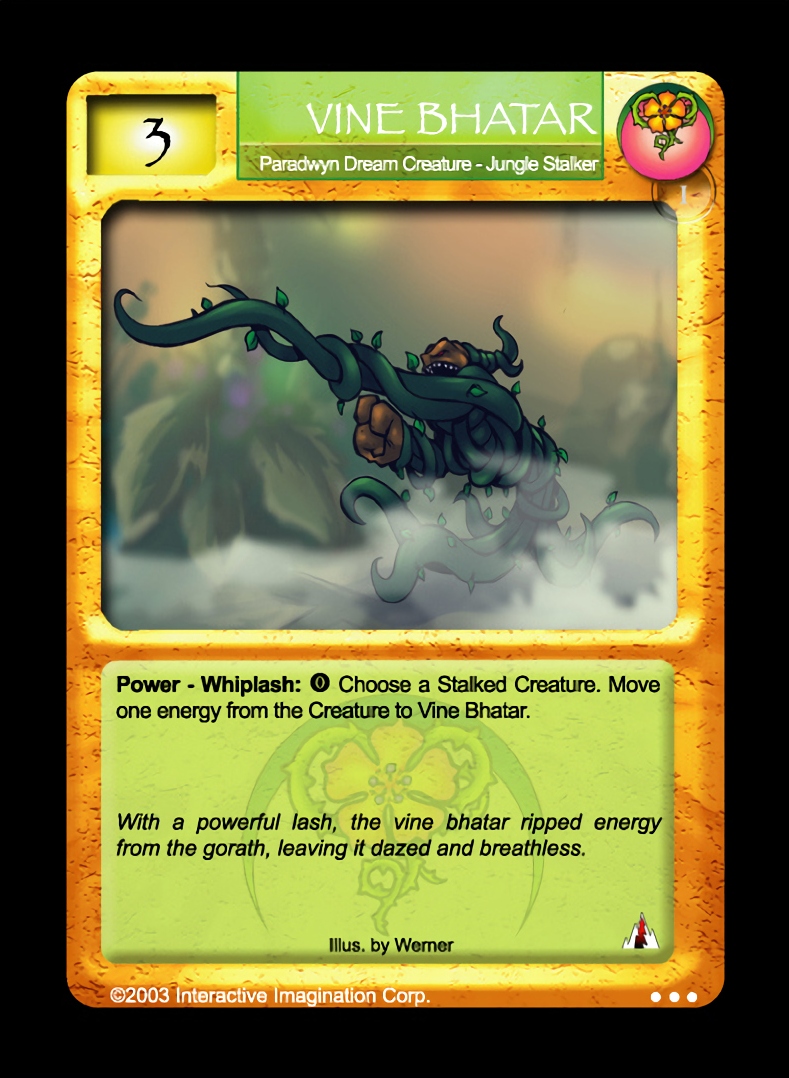 3
VINE BHATAR
Paradwyn Dream Creature - Jungle Stalker
1
Power - Whiplash: 0 Choose a Stalked Creature. Move
one energy from the Creature to Vine Bhatar.
With a powerful lash, the vine bhatar ripped energy
from the gorath, leaving it dazed and breathless.
Illus. by Werner
©2003 Interactive Imagination Corp.